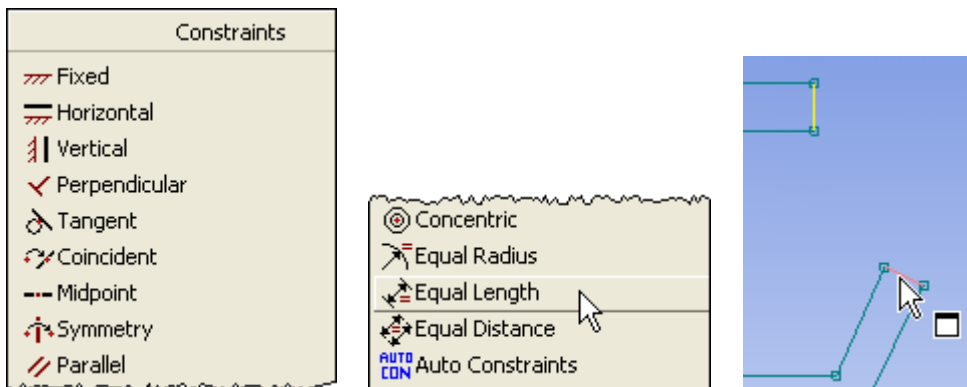 Constraints
Fixed
Horizontal
Vertical
Perpendicular
Tangent
Coincident
Midpoint
Symmetry
Parallel
Concentric
Equal Radius
Equal Length
Equal Distance
AUTO
CON Auto Constraints